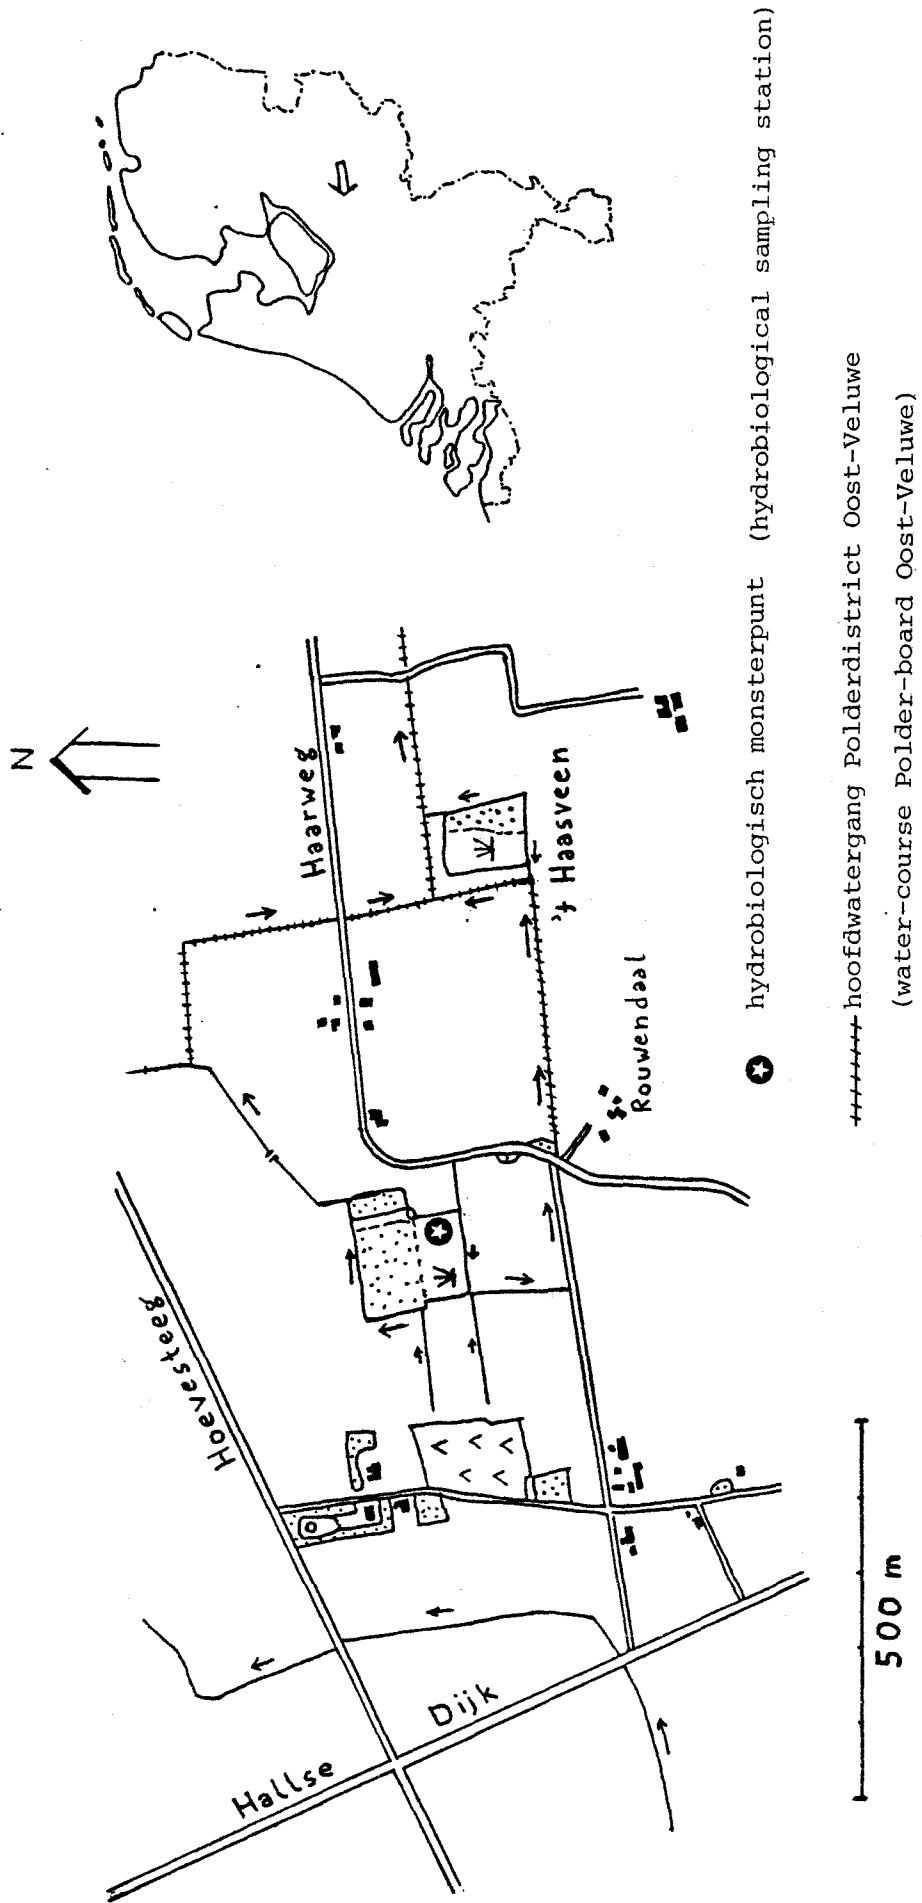 N
Hoevesteeg
Haarweg
Hallse Dijk
't Haasveen
Rouwendaal
500 m
hydrobiologisch monsterpunt (hydrobiological sampling station)
hoofdwatergang Polderdistrict Oost-Veluwe
(water-course Polder-board Oost-Veluwe)